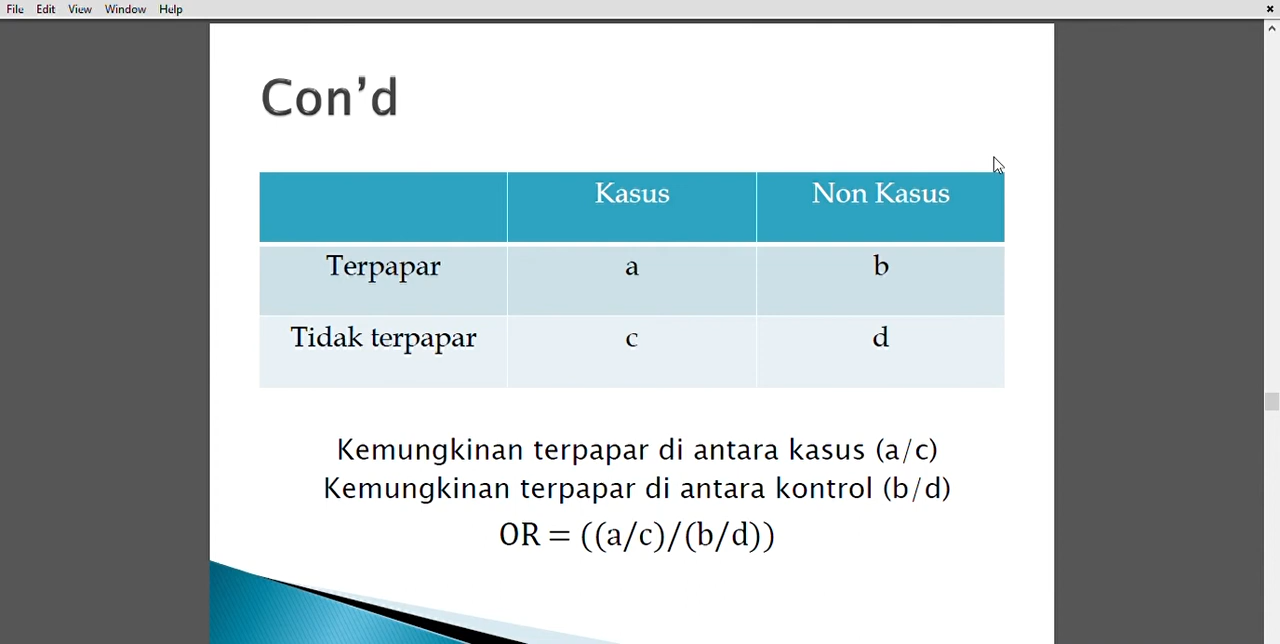 File Edit View Window Help
Con’d
Kasus Non Kasus
Terpapar a b
Tidak terpapar c d
Kemungkinan terpapar di antara kasus (a/c)
Kemungkinan terpapar di antara kontrol (b/d)
OR = ((a/c)/(b/d))